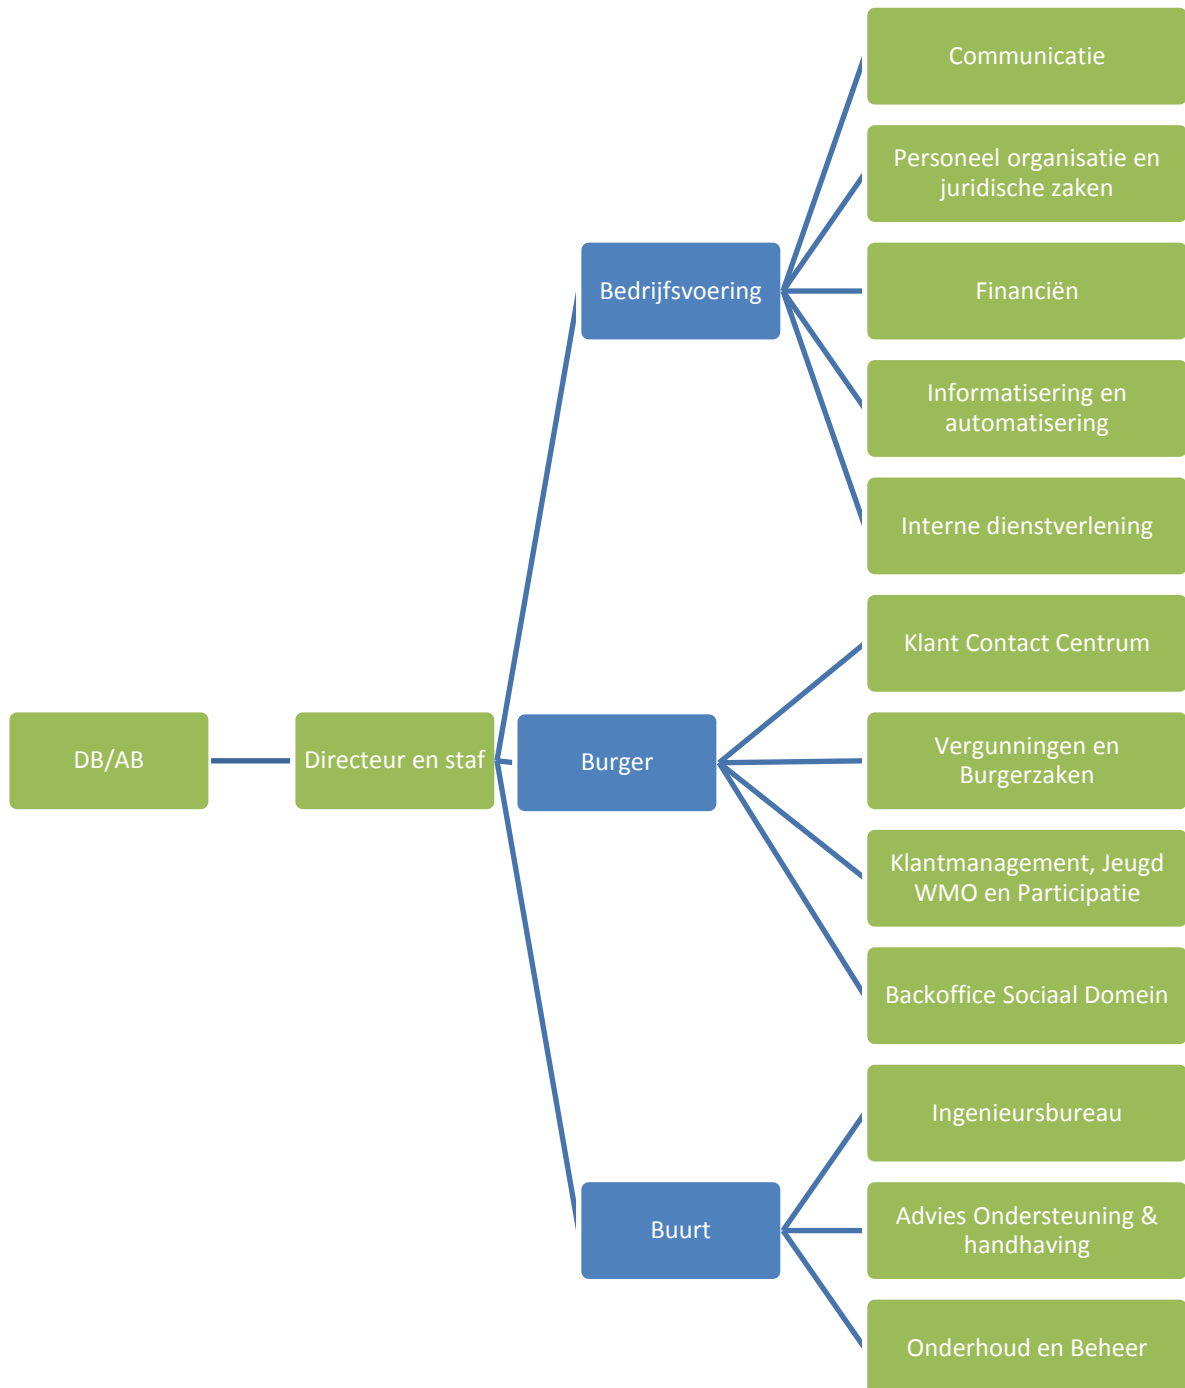 DB/AB
Directeur en staf
Bedrijfsvoering
Communicatie
Personeel organisatie en
juridische zaken
Financiën
Informatisering en
automatisering
Interne dienstverlening
Burger
Klant Contact Centrum
Vergunningen en
Burgerzaken
Klantmanagement, Jeugd
WMO en Participatie
Backoffice Sociaal Domein
Buurt
Ingenieursbureau
Advies Ondersteuning &
handhaving
Onderhoud en Beheer